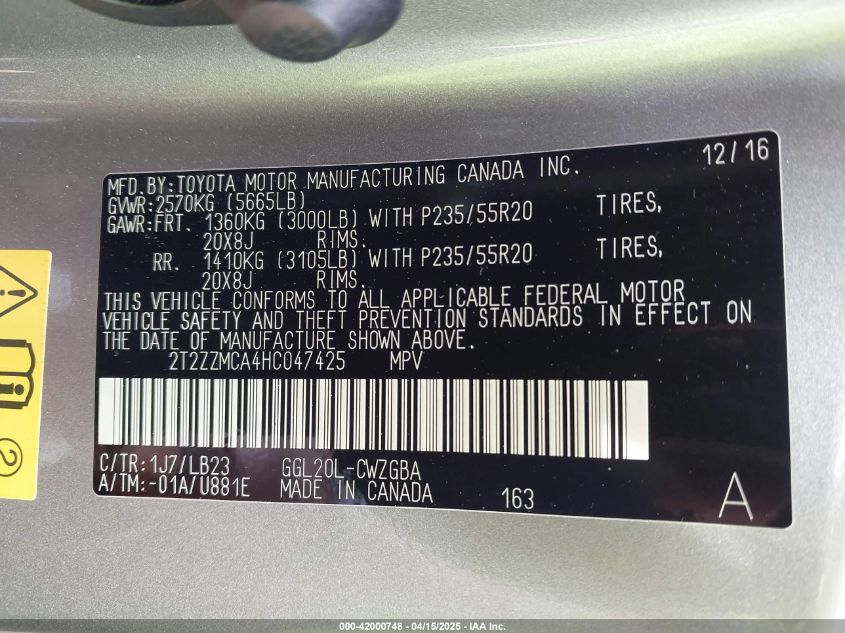 12/16
MFD.BY:TOYOTA MOTOR MANUFACTURING CANADA INC.
GVWR:2570KG (5665LB)
GAWR:FRT. 1360KG (3000LB) WITH P235/55R20 TIRES,
20X8J RIMS.
RR. 1410KG (3105LB) WITH P235/55R20 TIRES,
20X8J RIMS.
THIS VEHICLE CONFORMS TO ALL APPLICABLE FEDERAL MOTOR
VEHICLE SAFETY AND THEFT PREVENTION STANDARDS IN EFFECT ON
THE DATE OF MANUFACTURE SHOWN ABOVE.
2T2ZZMCA4HC047425 MPV
C/TR:1J7/LB23 GGL20L-CWZGBA
A/TM:-01A/U881E MADE IN CANADA 163 A
2
000-42000748 - 04/15/2025 - IAA Inc.